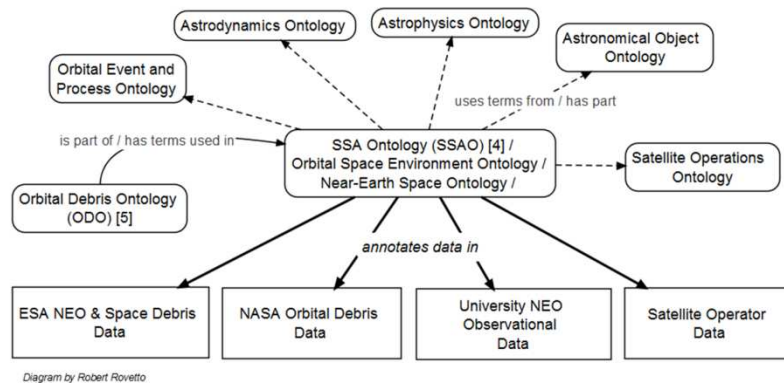 Astrodynamics Ontology
Astrophysics Ontology
Astronomical Object
Ontology
Orbital Event and
Process Ontology
uses terms from / has part
is part of / has terms used in
SSA Ontology (SSAO) [4] /
Orbital Space Environment Ontology /
Near-Earth Space Ontology /
Satellite Operations
Ontology
Orbital Debris Ontology
(ODO) [5]
annotates data in
ESA NEO & Space Debris
Data
NASA Orbital Debris
Data
University NEO
Observational
Data
Satellite Operator
Data
Diagram by Robert Rovetto